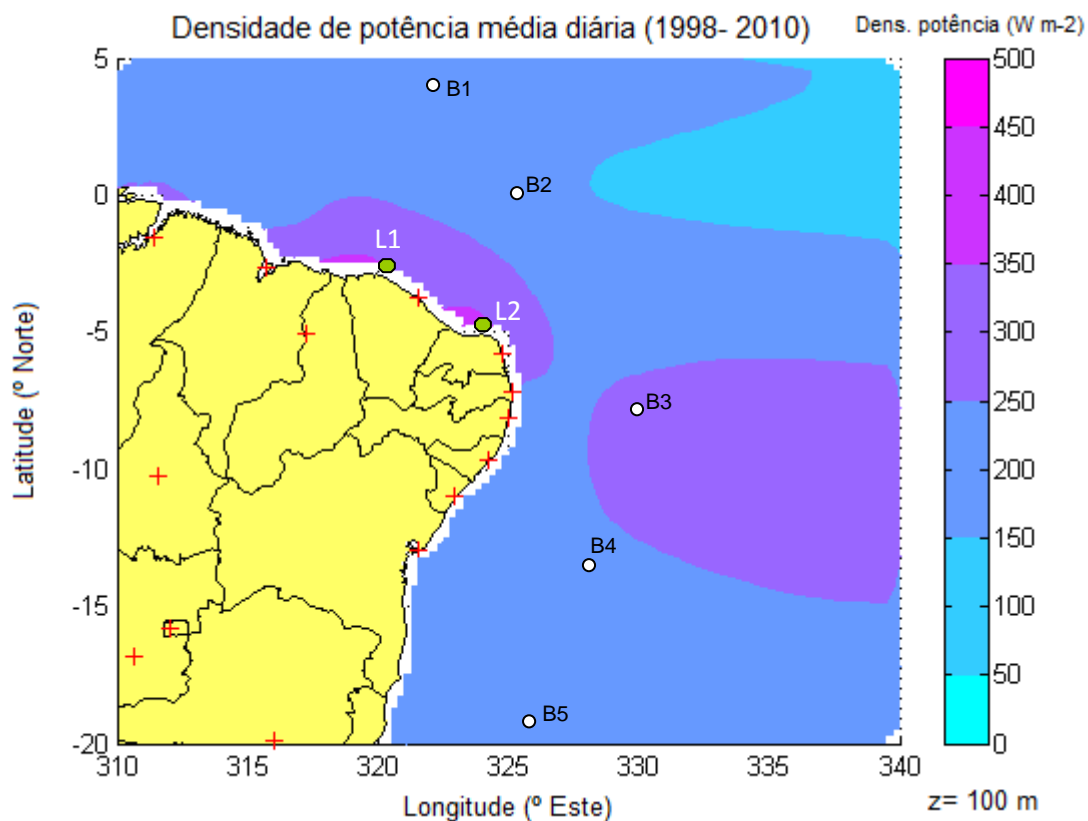 Densidade de potência média diária (1998- 2010)
Dens. potência (W m-2)
5
0
-5
-10
-15
-20
Latitude (º Norte)
310
315
320
325
330
335
340
Longitude (º Este)
B1
B2
L1
L2
B3
B4
B5
500
450
400
350
300
250
200
150
100
50
0
z= 100 m